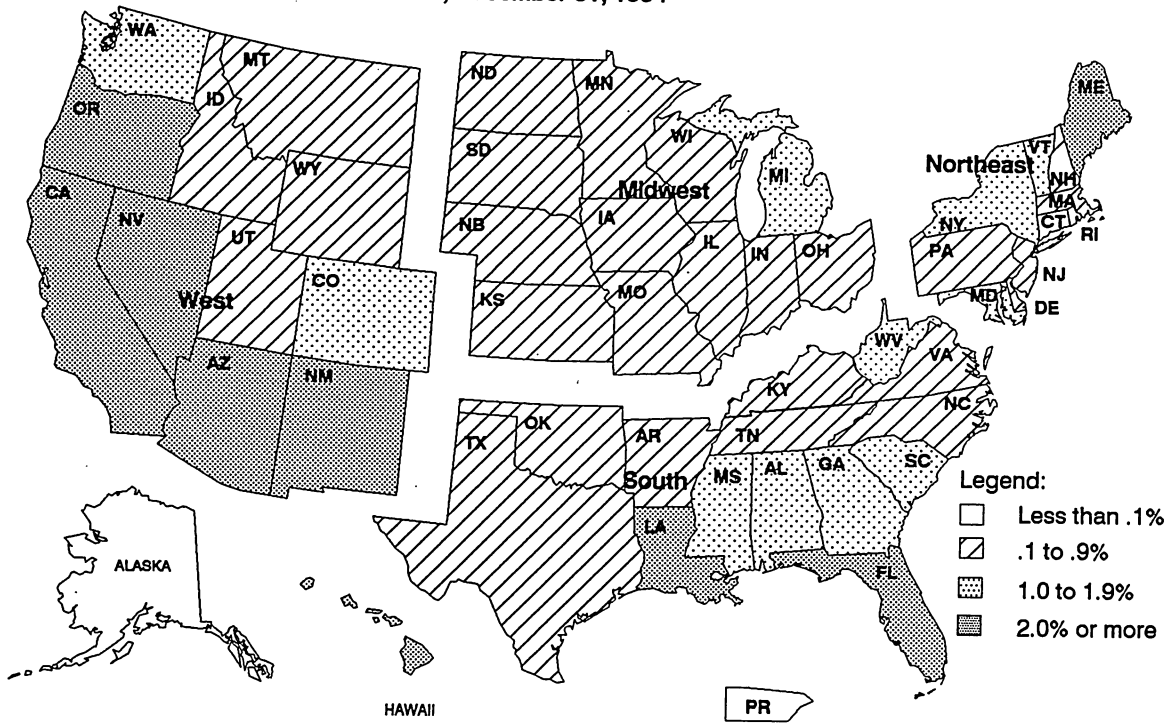 WA
MT
ND
MN
ME
OR
ID
WI
VT
SD
Northeast
WY
MI
NH
Midwest
MA
CA
NV
NB
IA
NY
CT
RI
UT
IL
IN
OH
PA
CO
NJ
West
KS
MO
MD
DE
WV
VA
AZ
NM
KY
NC
OK
TX
AR
TN
South
MS
AL
GA
SC
Legend:
Less than .1%
LA
.1 to .9%
ALASKA
FL
1.0 to 1.9%
2.0% or more
HAWAII
PR